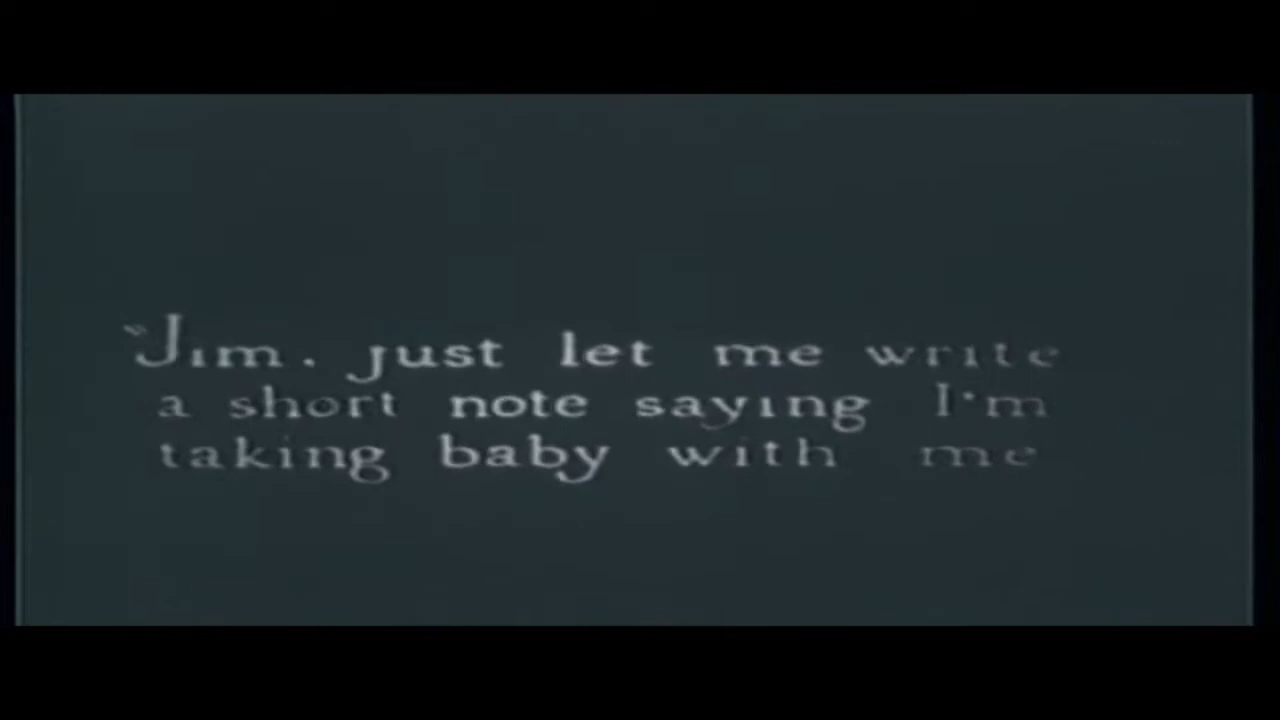 "Jim, just let me write
a short note saying I'm
taking baby with me